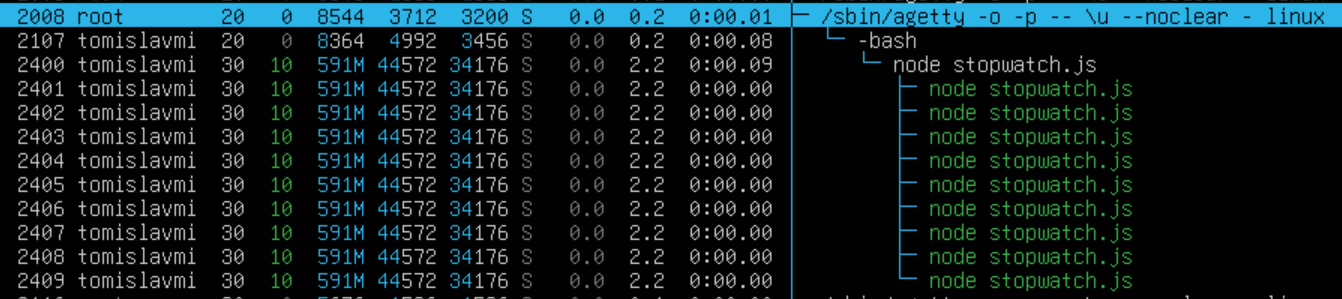 2008 root 20 0 8544 3712 3200 S 0.0 0.2 0:00.01 ├─ /sbin/agetty -o -p -- \u --noclear - linux
2107 tomislavmi 20 0 8364 4992 3456 S 0.0 0.2 0:00.08 │ └─ -bash
2400 tomislavmi 30 10 591M 44572 34176 S 0.0 2.2 0:00.09 │ └─ node stopwatch.js
2401 tomislavmi 30 10 591M 44572 34176 S 0.0 2.2 0:00.00 │ ├─ node stopwatch.js
2402 tomislavmi 30 10 591M 44572 34176 S 0.0 2.2 0:00.00 │ ├─ node stopwatch.js
2403 tomislavmi 30 10 591M 44572 34176 S 0.0 2.2 0:00.00 │ ├─ node stopwatch.js
2404 tomislavmi 30 10 591M 44572 34176 S 0.0 2.2 0:00.00 │ ├─ node stopwatch.js
2405 tomislavmi 30 10 591M 44572 34176 S 0.0 2.2 0:00.00 │ ├─ node stopwatch.js
2406 tomislavmi 30 10 591M 44572 34176 S 0.0 2.2 0:00.00 │ ├─ node stopwatch.js
2407 tomislavmi 30 10 591M 44572 34176 S 0.0 2.2 0:00.00 │ ├─ node stopwatch.js
2408 tomislavmi 30 10 591M 44572 34176 S 0.0 2.2 0:00.00 │ ├─ node stopwatch.js
2409 tomislavmi 30 10 591M 44572 34176 S 0.0 2.2 0:00.00 │ └─ node stopwatch.js